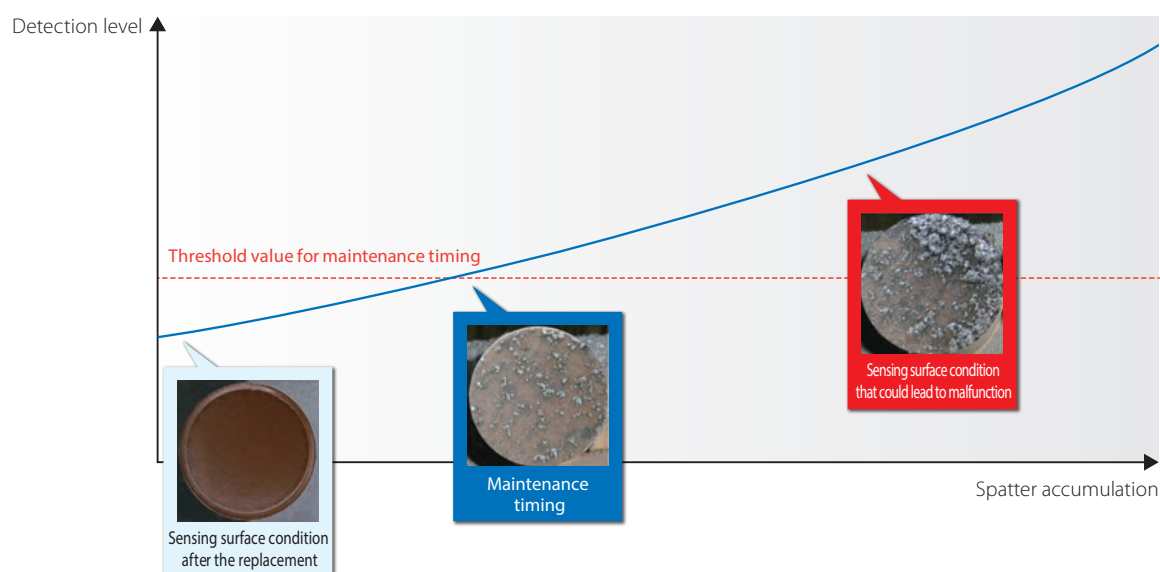 Detection level
Threshold value for maintenance timing
Sensing surface condition
that could lead to malfunction
Maintenance
timing
Spatter accumulation
Sensing surface condition
after the replacement